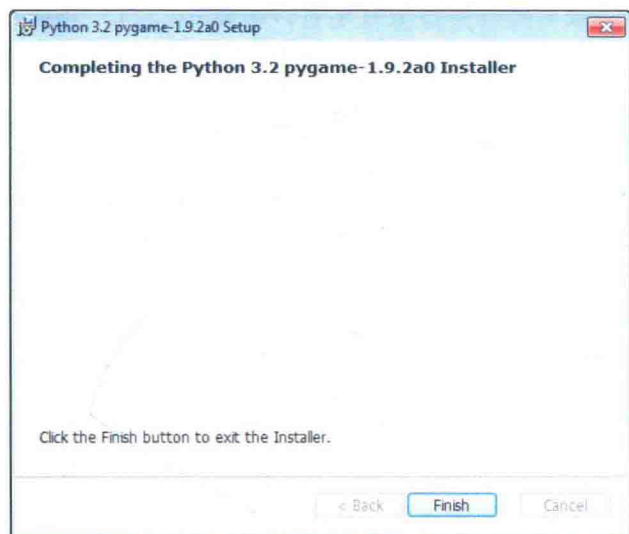 Python 3.2 pygame-1.9.2a0 Setup
Completing the Python 3.2 pygame-1.9.2a0 Installer
Click the Finish button to exit the Installer.
< Back Finish Cancel